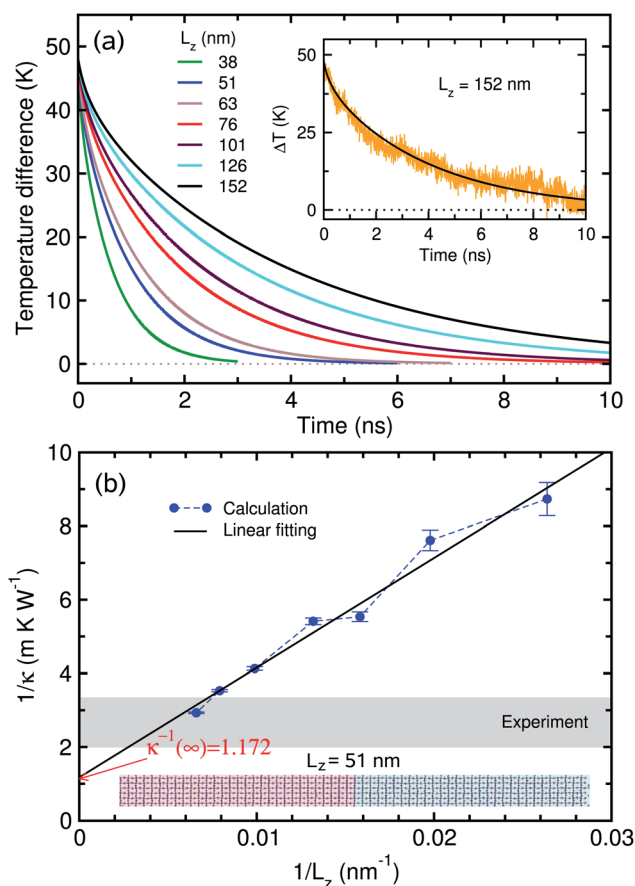 (a)
L_z (nm)
38
51
63
76
101
126
152
50
40
30
20
10
0
Temperature difference (K)
0 2 4 6 8 10
Time (ns)
50
25
0
ΔT (K)
L_z = 152 nm
0 2 4 6 8 10
Time (ns)
(b)
Calculation
Linear fitting
10
8
6
4
2
0
1/κ (m K W⁻¹)
Experiment
κ⁻¹(∞)=1.172
L_z = 51 nm
0 0.01 0.02 0.03
1/L_z (nm⁻¹)